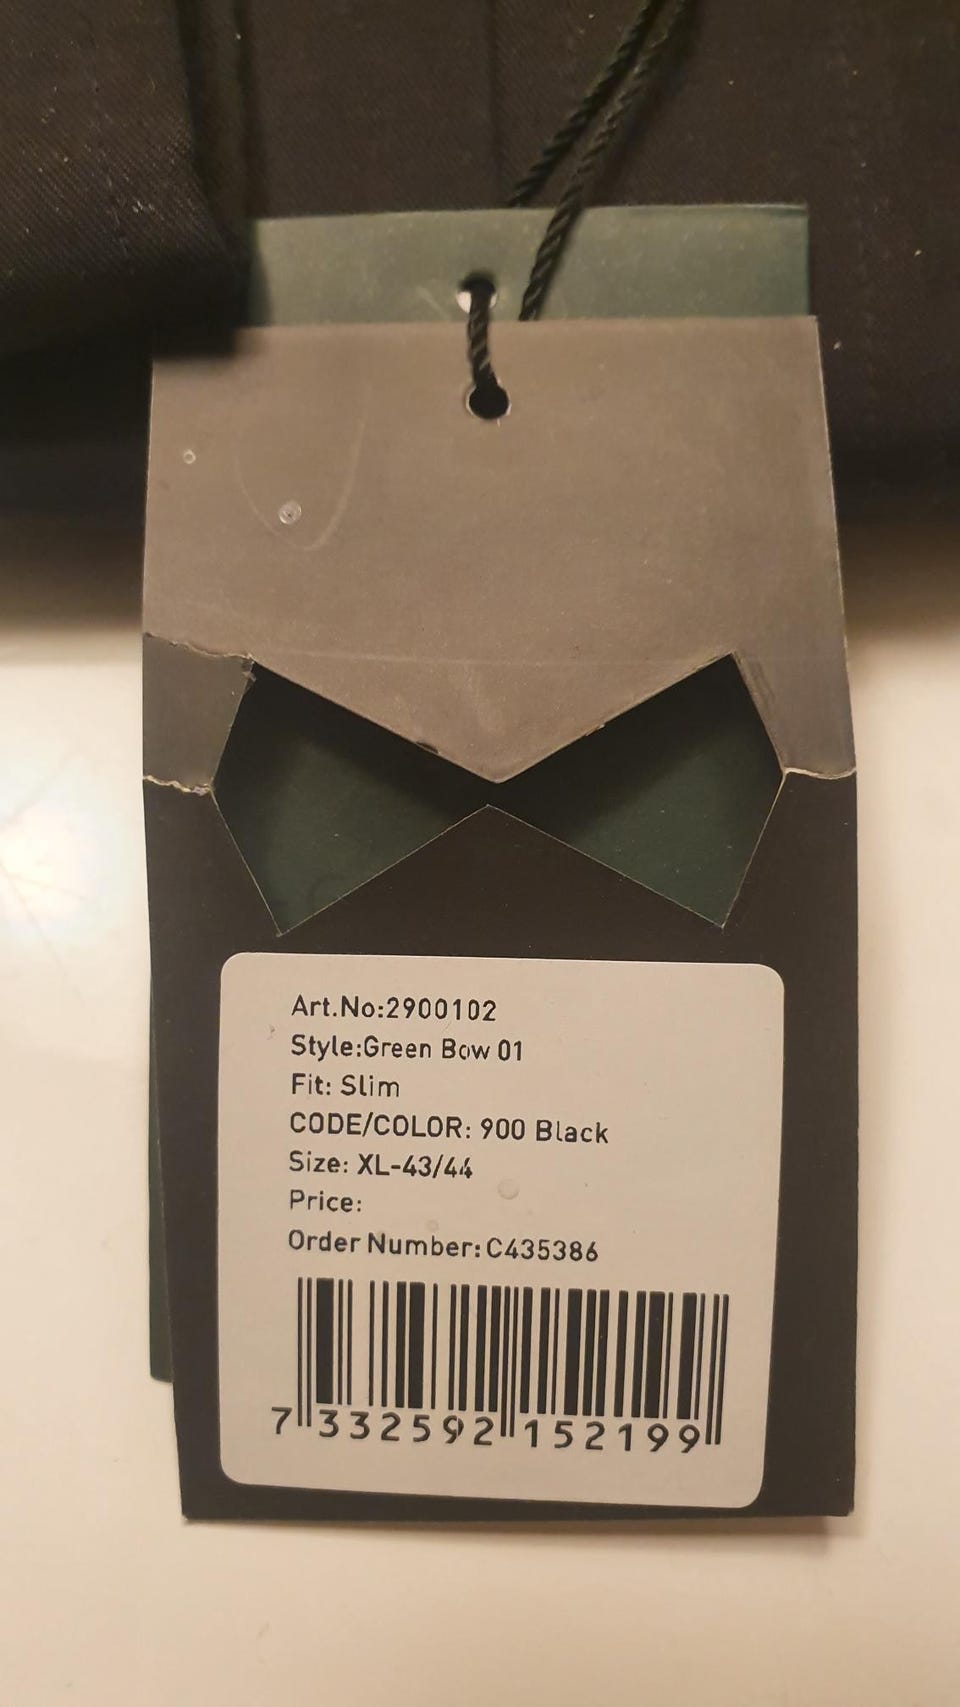 Art.No:2900102
Style:Green Bow 01
Fit: Slim
CODE/COLOR: 900 Black
Size: XL-43/44
Price:
Order Number:C435386
7 332592 152199